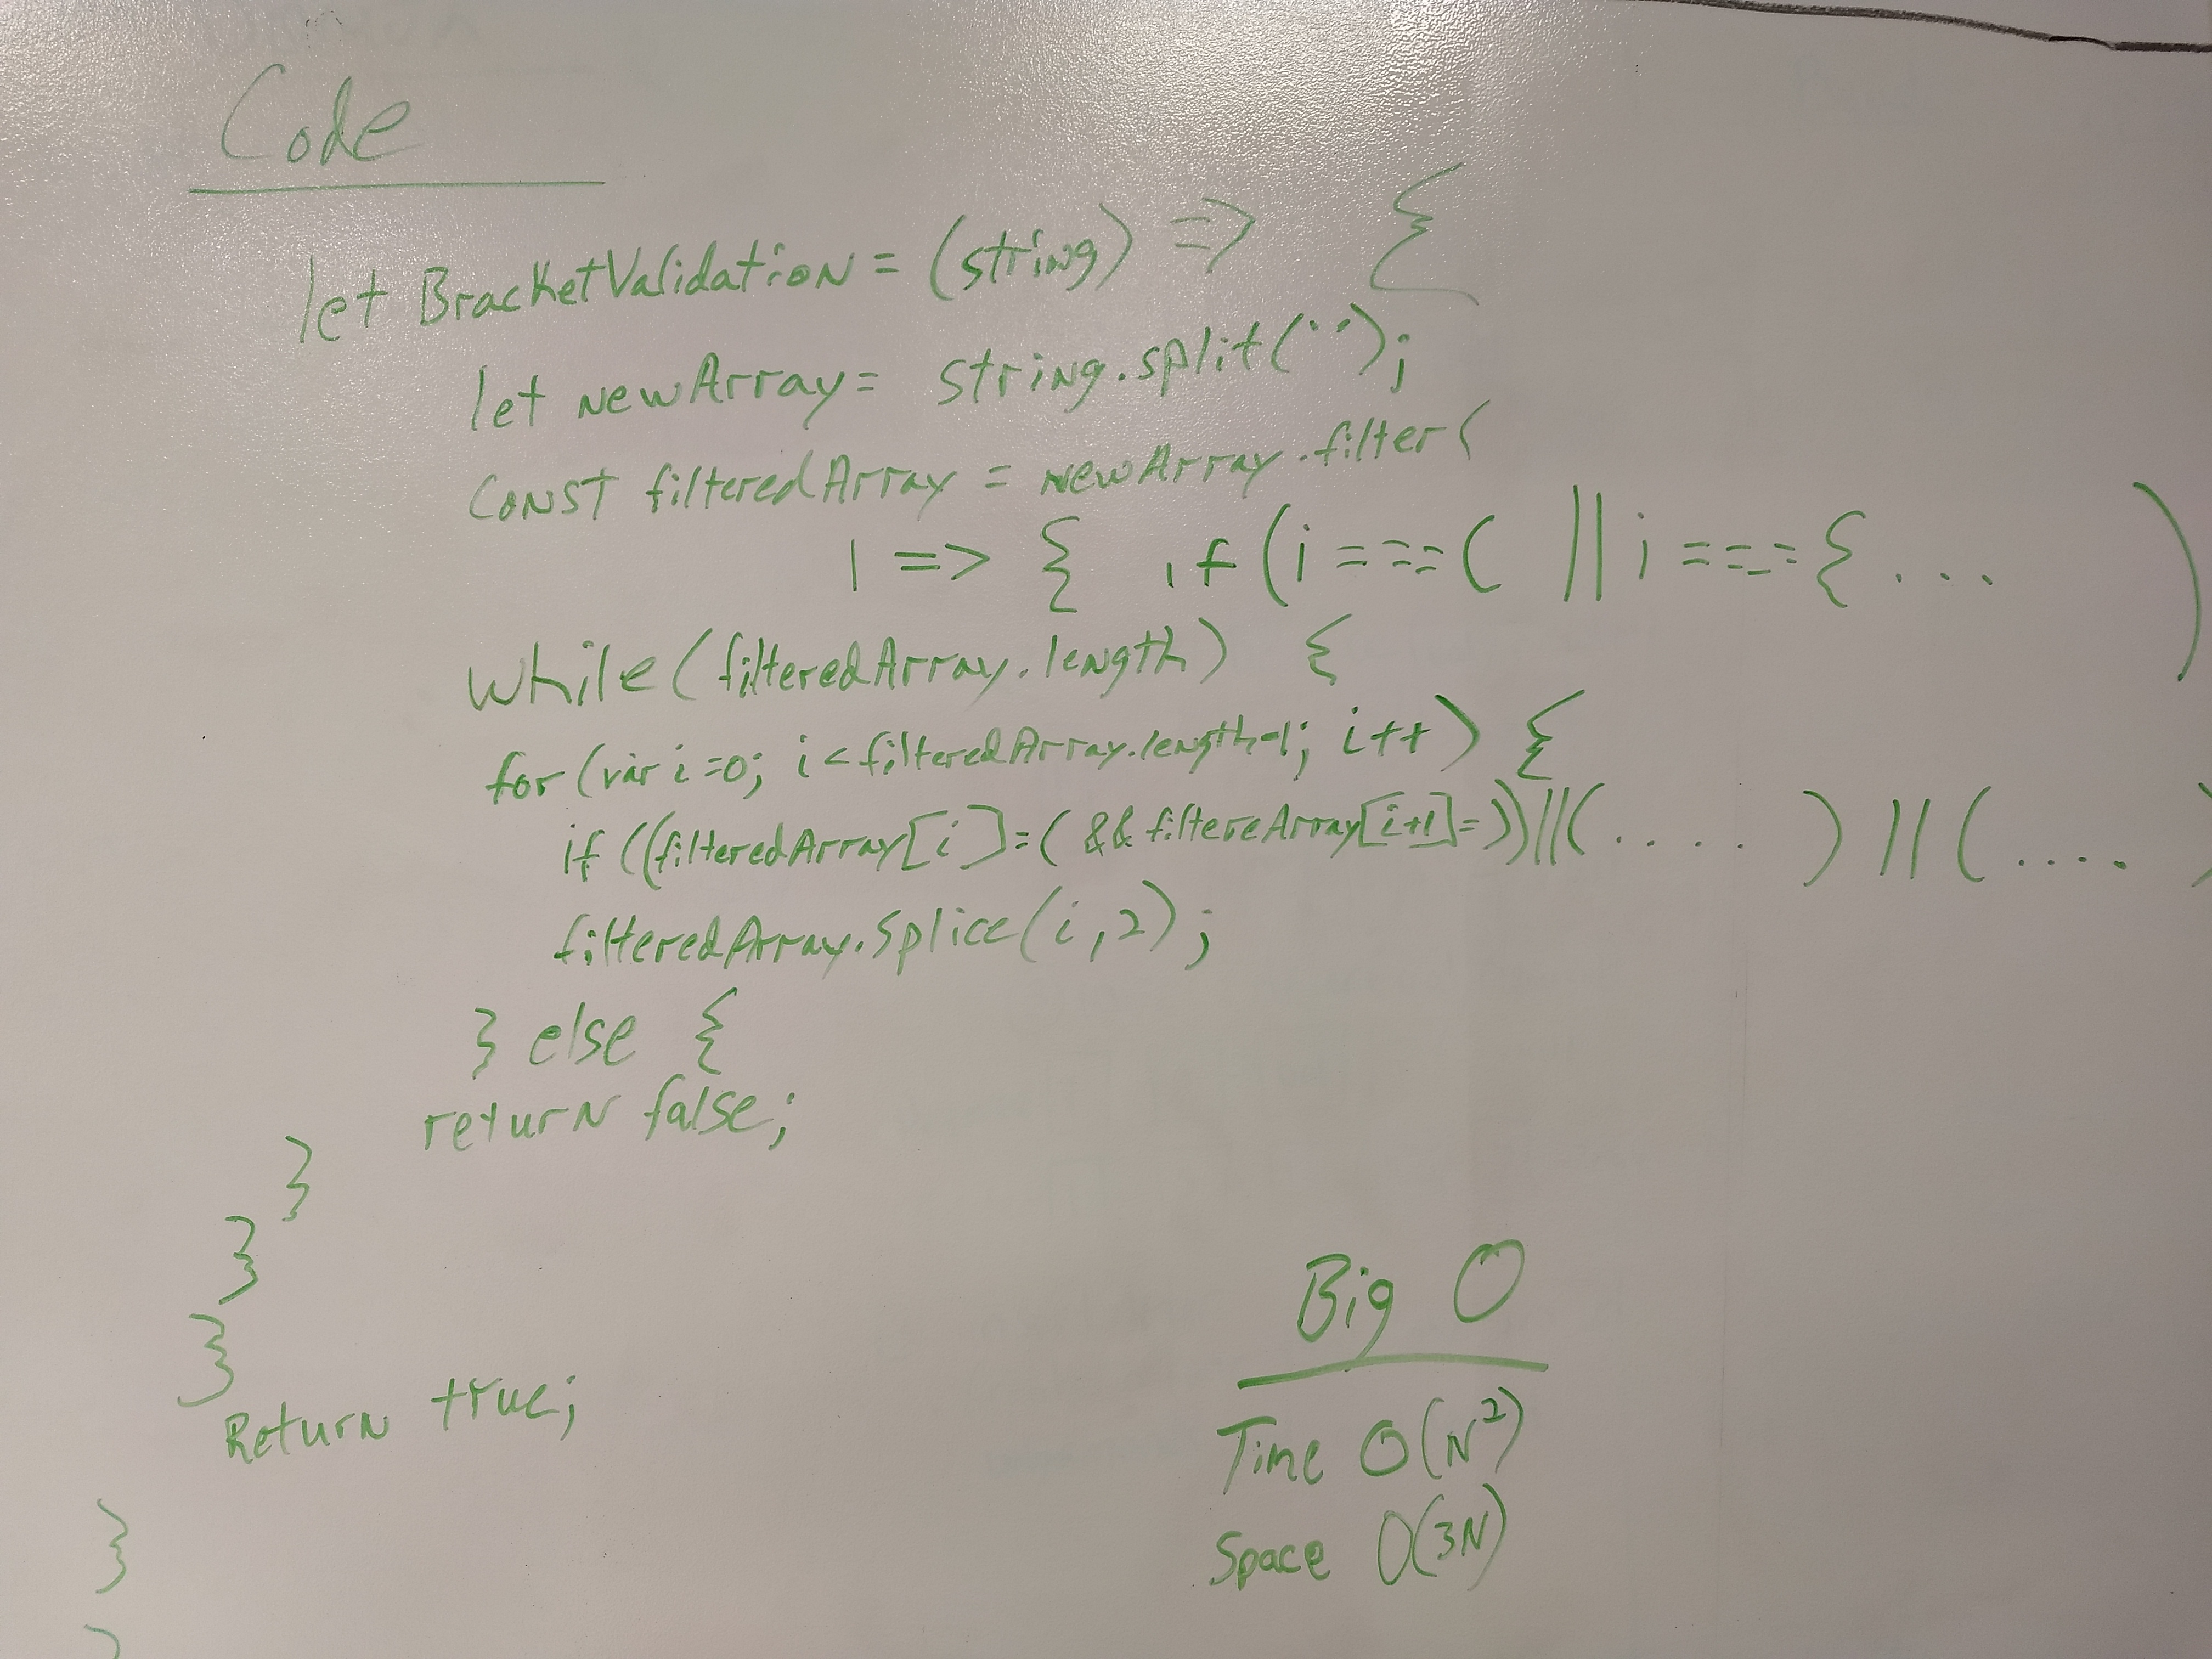 Code
let BracketValidation = (string) => {
let newArray = string.split('');
const filteredArray = newArray.filter(
i => { if (i === ( || i === { ... )
while (filteredArray.length) {
for (var i=0; i < filteredArray.length-1; i++) {
if ((filteredArray[i] = ( && filtereArray[i+1] = )) || (.....) || (....)
filteredArray.splice(i,2);
} else {
return false;
}
}
}
Return true;
}
}
Big O
Time O(N²)
Space O(3N)